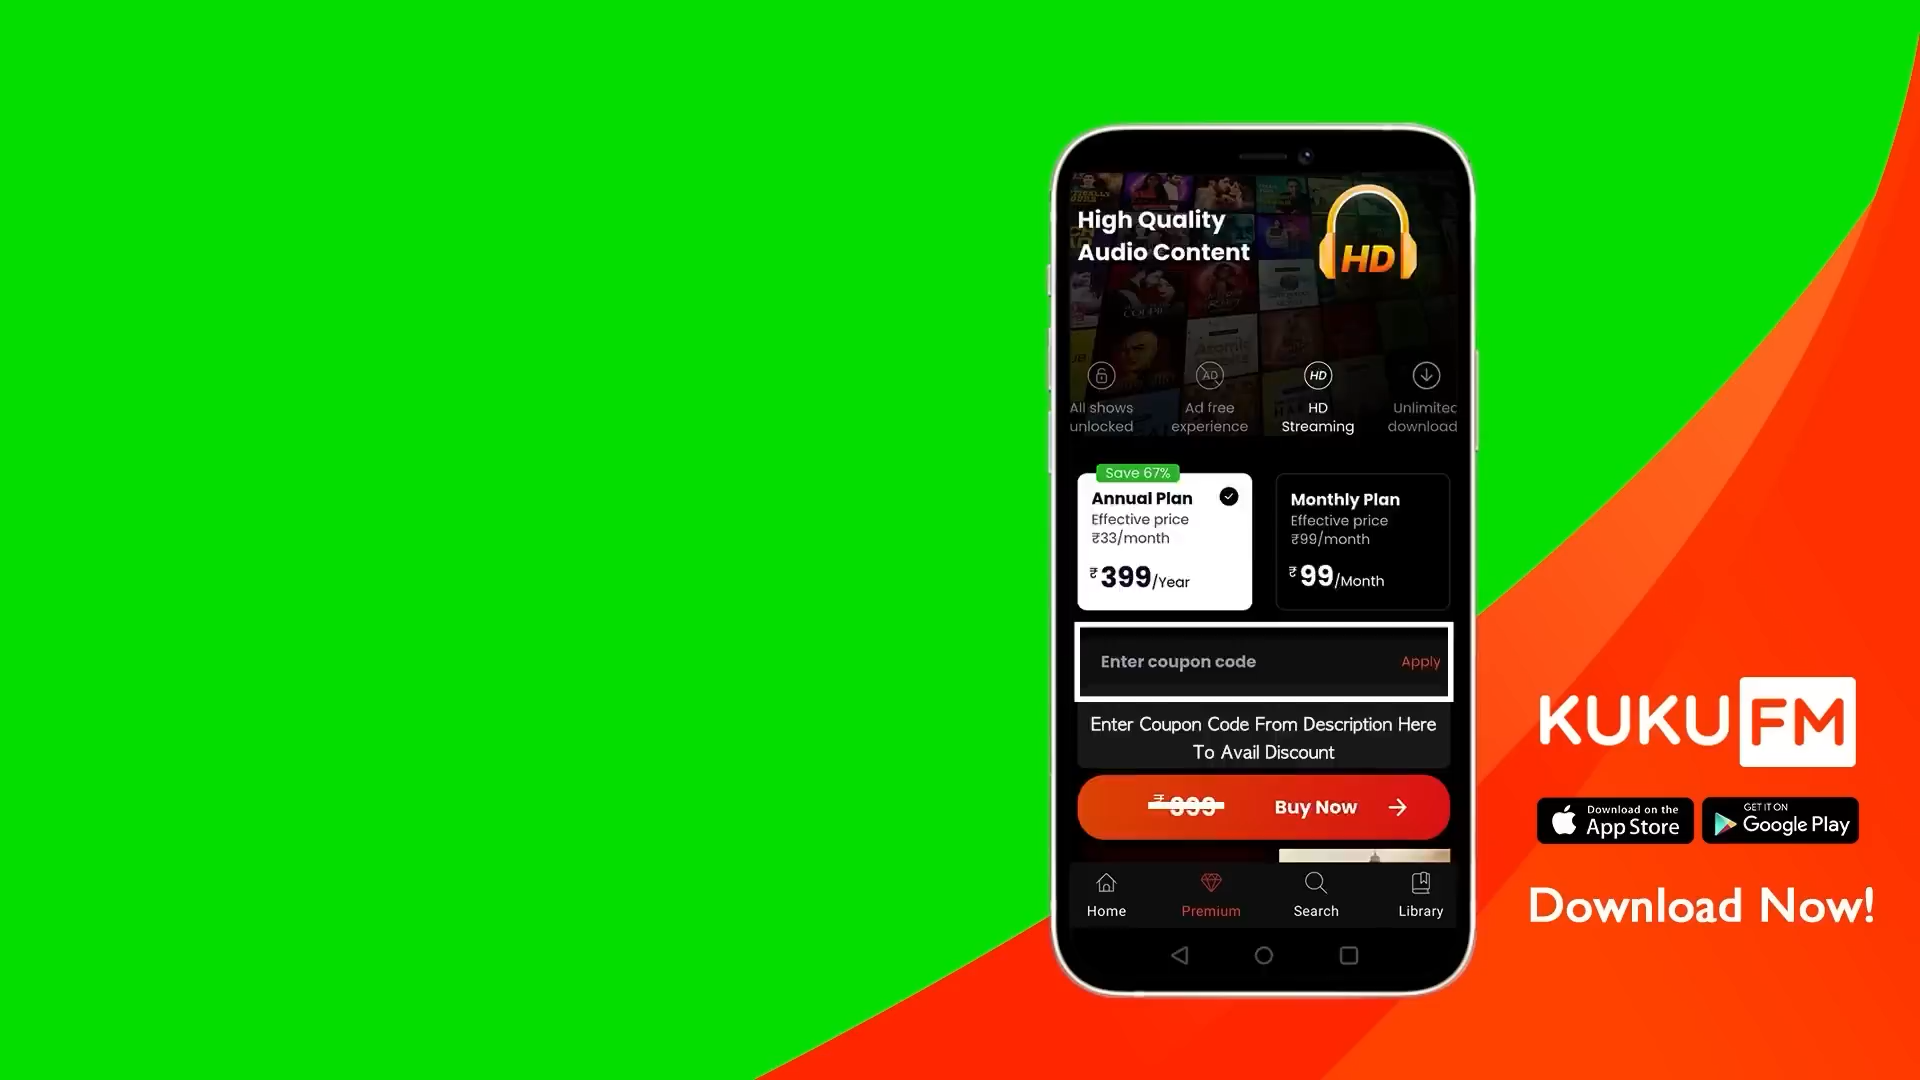 High Quality
Audio Content
HD
AD
HD
All shows
unlocked
Ad free
experience
HD
Streaming
Unlimited
download
Save 67%
Annual Plan
Effective price
₹33/month
₹399/Year
Monthly Plan
Effective price
₹99/month
₹99/Month
Enter coupon code
Apply
Enter Coupon Code From Description Here
To Avail Discount
₹999
Buy Now
Home
Premium
Search
Library
KUKU FM
Download on the
App Store
GET IT ON
Google Play
Download Now!